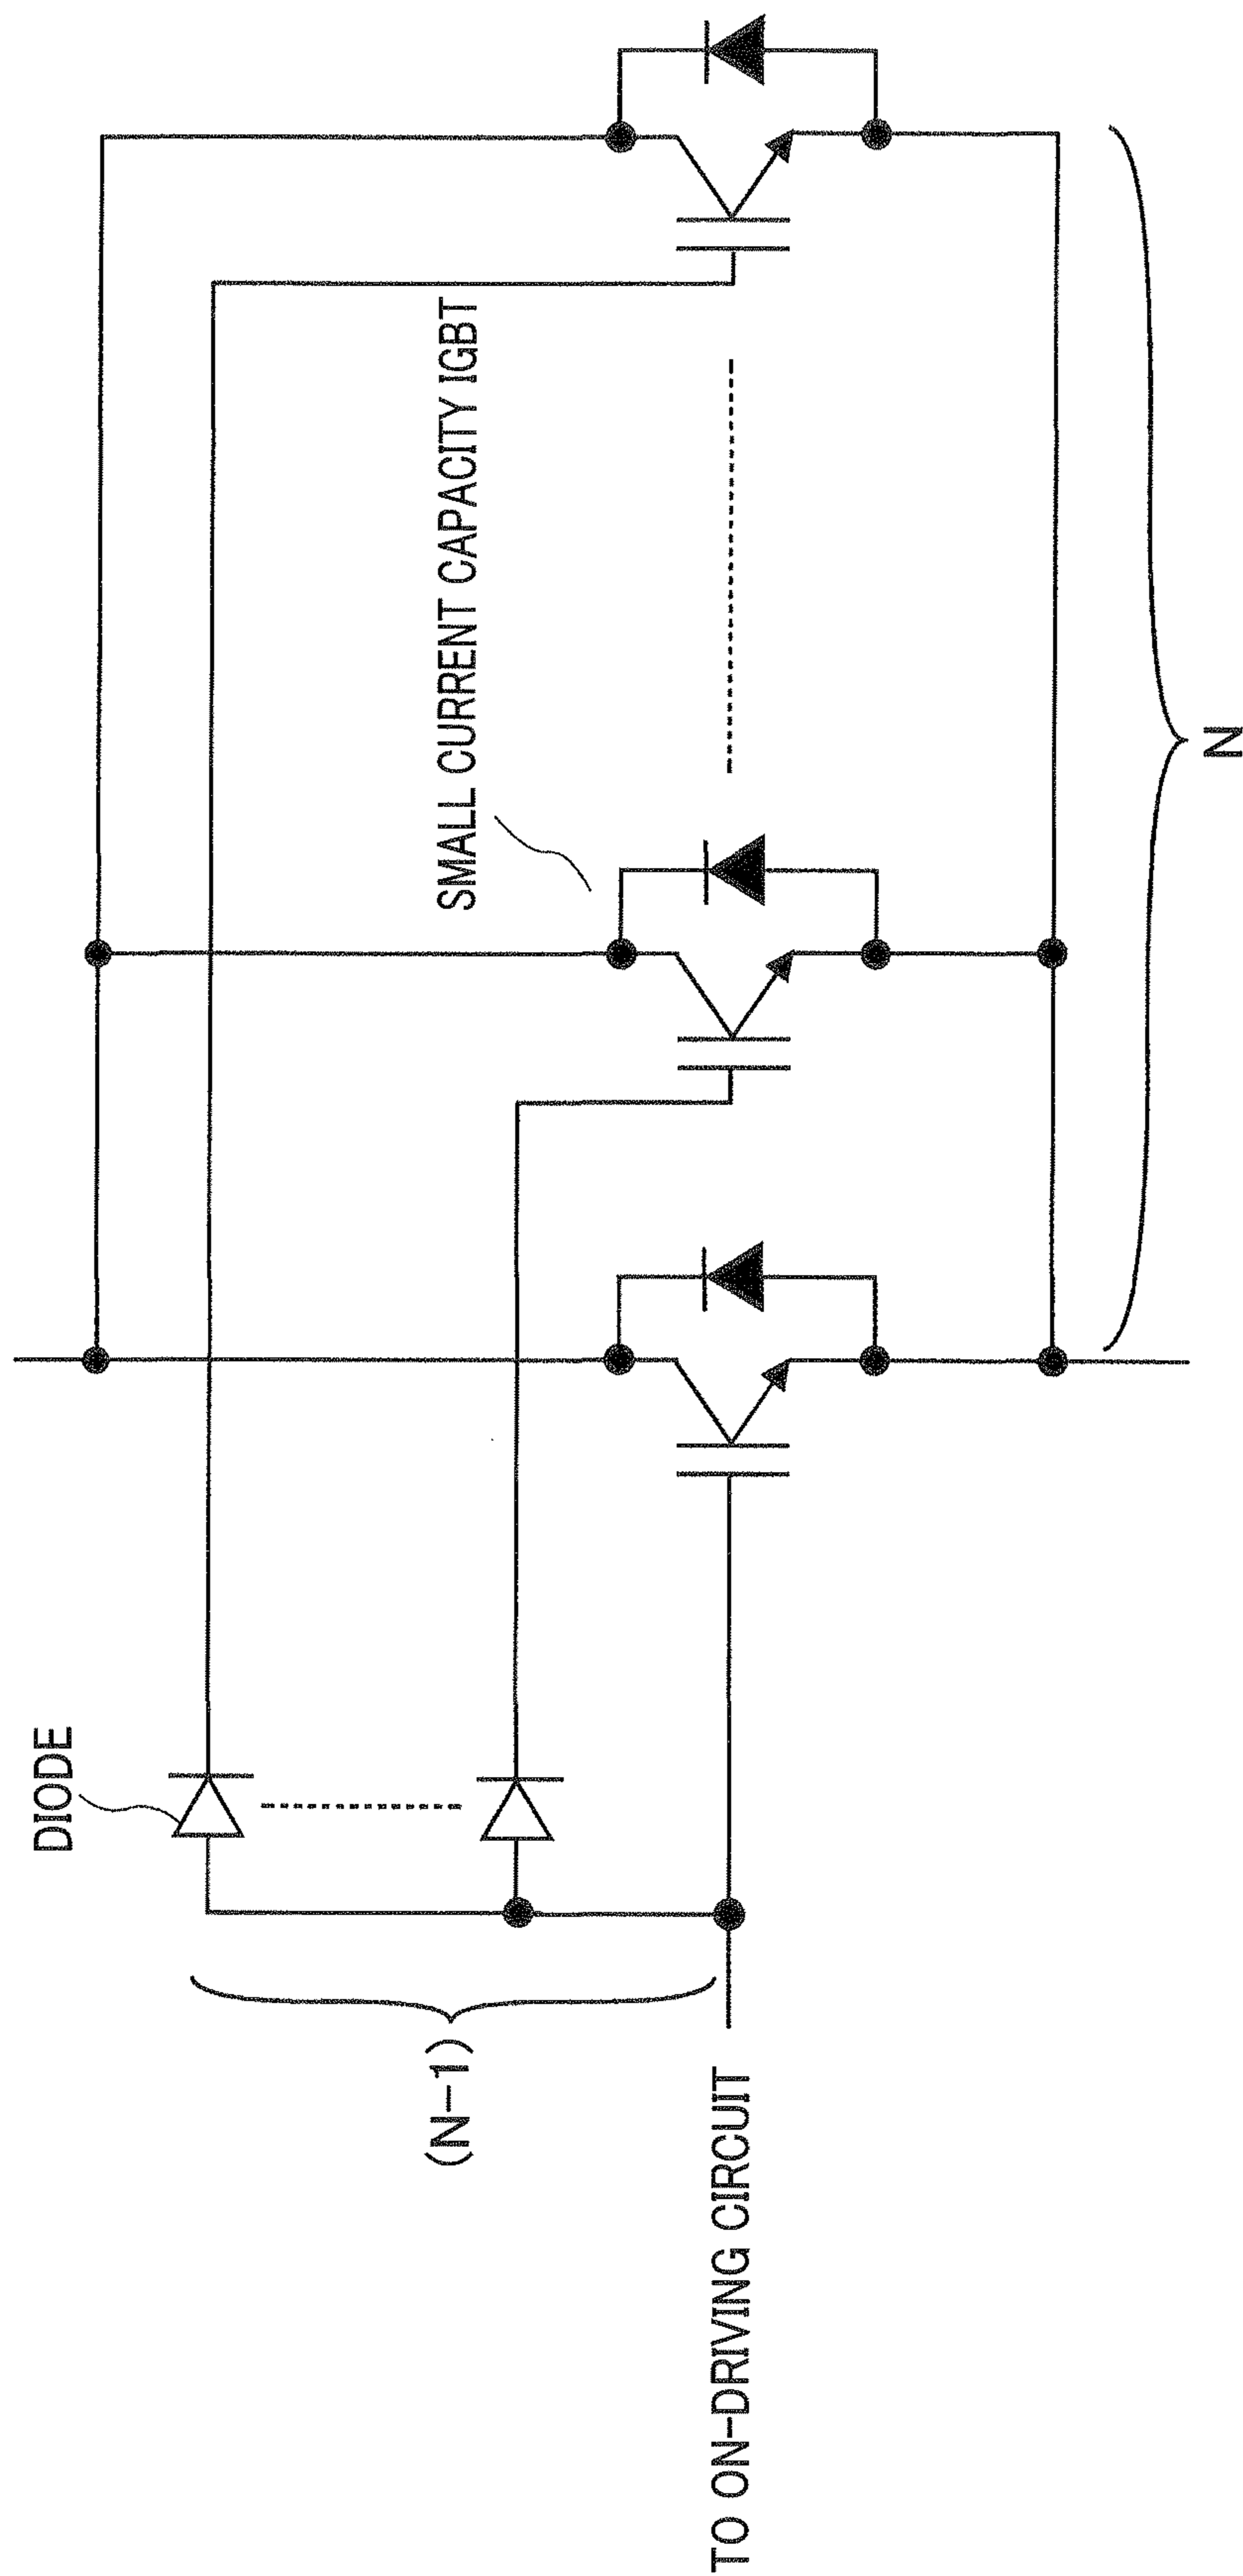 DIODE
SMALL CURRENT CAPACITY IGBT
(N-1)
TO ON-DRIVING CIRCUIT
N